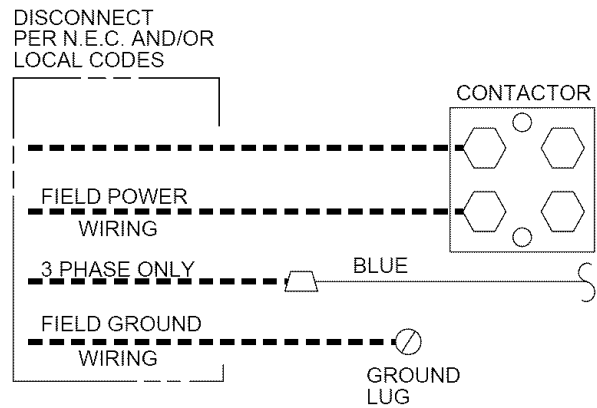 DISCONNECT
PER N.E.C. AND/OR
LOCAL CODES
CONTACTOR
FIELD POWER
WIRING
3 PHASE ONLY
BLUE
FIELD GROUND
WIRING
GROUND
LUG